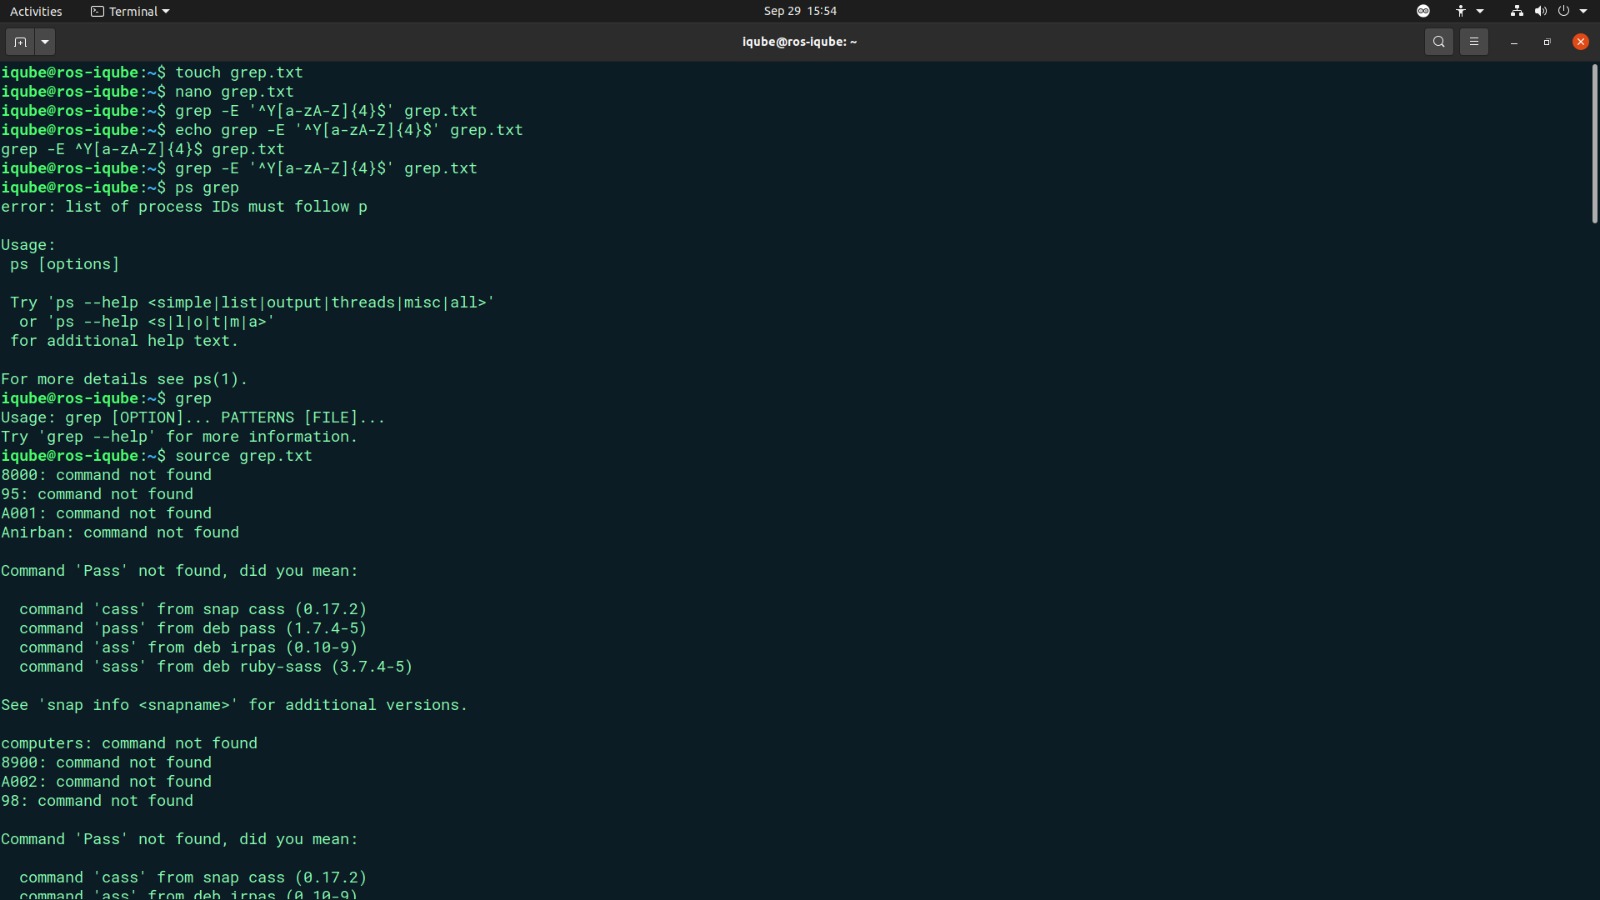 Activities
Terminal
Sep 29 15:54
iqube@ros-iqube: ~
iqube@ros-iqube:~$ touch grep.txt
iqube@ros-iqube:~$ nano grep.txt
iqube@ros-iqube:~$ grep -E '^Y[a-zA-Z]{4}$' grep.txt
iqube@ros-iqube:~$ echo grep -E '^Y[a-zA-Z]{4}$' grep.txt
grep -E ^Y[a-zA-Z]{4}$ grep.txt
iqube@ros-iqube:~$ grep -E '^Y[a-zA-Z]{4}$' grep.txt
iqube@ros-iqube:~$ ps grep
error: list of process IDs must follow p

Usage:
 ps [options]

 Try 'ps --help <simple|list|output|threads|misc|all>'
  or 'ps --help <s|l|o|t|m|a>'
 for additional help text.

For more details see ps(1).
iqube@ros-iqube:~$ grep
Usage: grep [OPTION]... PATTERNS [FILE]...
Try 'grep --help' for more information.
iqube@ros-iqube:~$ source grep.txt
8000: command not found
95: command not found
A001: command not found
Anirban: command not found

Command 'Pass' not found, did you mean:

  command 'cass' from snap cass (0.17.2)
  command 'pass' from deb pass (1.7.4-5)
  command 'ass' from deb irpas (0.10-9)
  command 'sass' from deb ruby-sass (3.7.4-5)

See 'snap info <snapname>' for additional versions.

computers: command not found
8900: command not found
A002: command not found
98: command not found

Command 'Pass' not found, did you mean:

  command 'cass' from snap cass (0.17.2)
  command 'ass' from deb irpas (0.10-9)